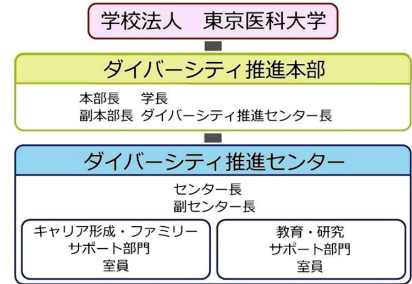 学校法人　東京医科大学
ダイバーシティ推進本部
本部長　　学長
副本部長 ダイバーシティ推進センター長
ダイバーシティ推進センター
センター長
副センター長
キャリア形成・ファミリー
サポート部門
室員
教育・研究
サポート部門
室員